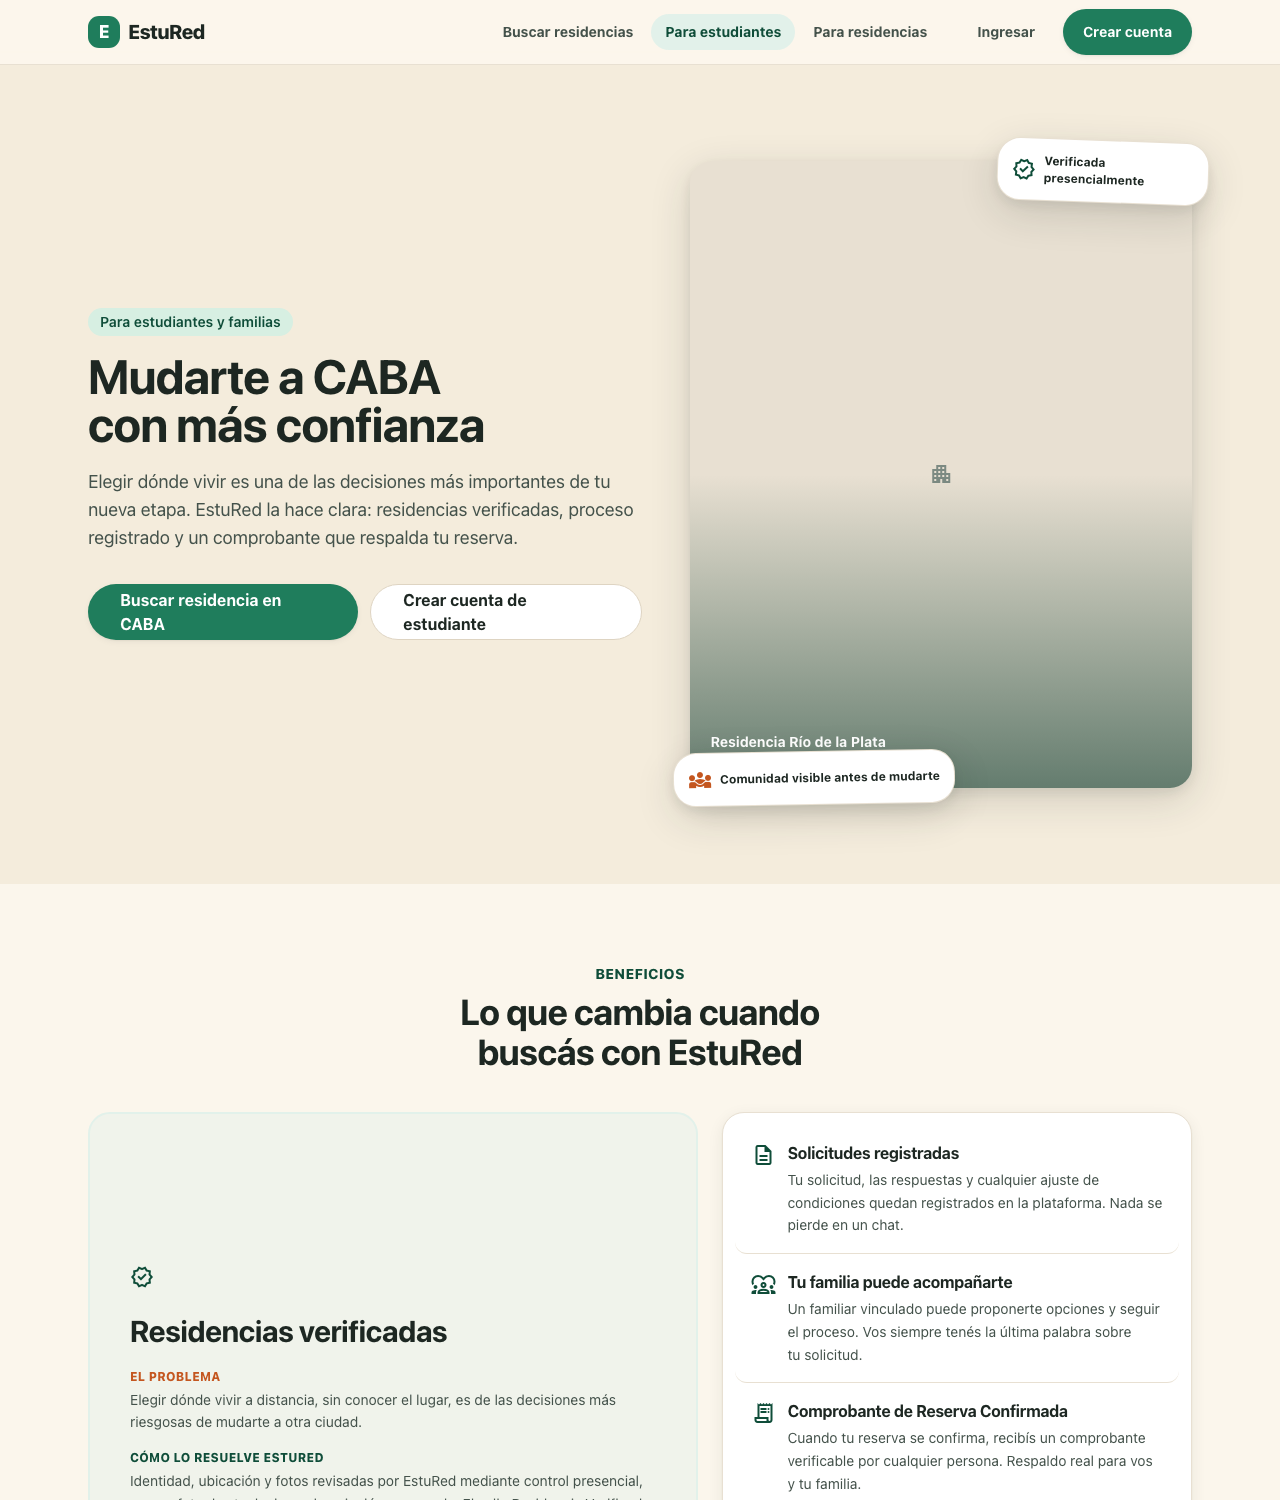 E EstuRed
Buscar residencias
Para estudiantes
Para residencias
Ingresar
Crear cuenta
Para estudiantes y familias
Mudarte a CABA
con más confianza
Elegir dónde vivir es una de las decisiones más importantes de tu
nueva etapa. EstuRed la hace clara: residencias verificadas, proceso
registrado y un comprobante que respalda tu reserva.
Buscar residencia en
CABA
Crear cuenta de
estudiante
Verificada
presencialmente
Residencia Río de la Plata
Comunidad visible antes de mudarte
BENEFICIOS
Lo que cambia cuando
buscás con EstuRed
Residencias verificadas
EL PROBLEMA
Elegir dónde vivir a distancia, sin conocer el lugar, es de las decisiones más
riesgosas de mudarte a otra ciudad.
CÓMO LO RESUELVE ESTURED
Identidad, ubicación y fotos revisadas por EstuRed mediante control presencial,
Solicitudes registradas
Tu solicitud, las respuestas y cualquier ajuste de
condiciones quedan registrados en la plataforma. Nada se
pierde en un chat.
Tu familia puede acompañarte
Un familiar vinculado puede proponerte opciones y seguir
el proceso. Vos siempre tenés la última palabra sobre
tu solicitud.
Comprobante de Reserva Confirmada
Cuando tu reserva se confirma, recibís un comprobante
verificable por cualquier persona. Respaldo real para vos
y tu familia.